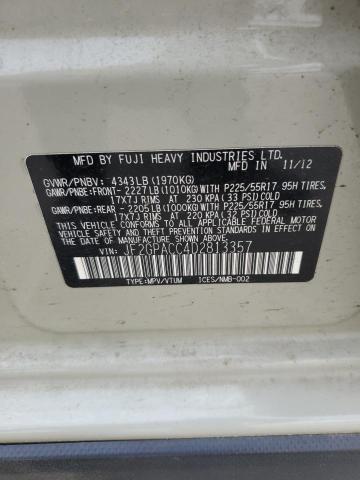 MFD BY FUJI HEAVY INDUSTRIES LTD.
MFD IN 11/12
GVWR/PNBV: 4343LB (1970KG)
GAWR/PNBE:FRONT- 2227LB (1010KG)WITH P225/55R17 95H TIRES,
17X7J RIMS AT 230 KPA (33 PSI) COLD
GAWR/PNBE:REAR - 2205LB (1000KG)WITH P225/55R17 95H TIRES,
17X7J RIMS AT 220 KPA (32 PSI) COLD
THIS VEHICLE CONFORMS TO ALL APPLICABLE FEDERAL MOTOR
VEHICLE SAFETY AND THEFT PREVENTION STANDARDS IN EFFECT ON
THE DATE OF MANUFACTURE SHOWN ABOVE.
VIN: JF2GPACC4D2813357
TYPE:MPV/VTUM ICES/NMB-002